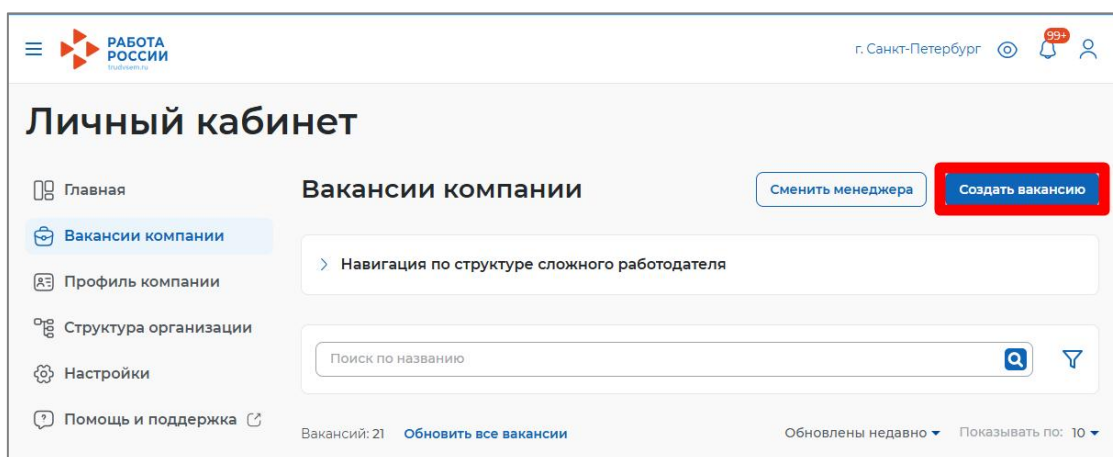 РАБОТА
РОССИИ
trudvsem.ru
г. Санкт-Петербург
99+
Личный кабинет
Главная
Вакансии компании
Профиль компании
Структура организации
Настройки
Помощь и поддержка
Вакансии компании
Сменить менеджера
Создать вакансию
Навигация по структуре сложного работодателя
Поиск по названию
Вакансий: 21 Обновить все вакансии
Обновлены недавно
Показывать по: 10